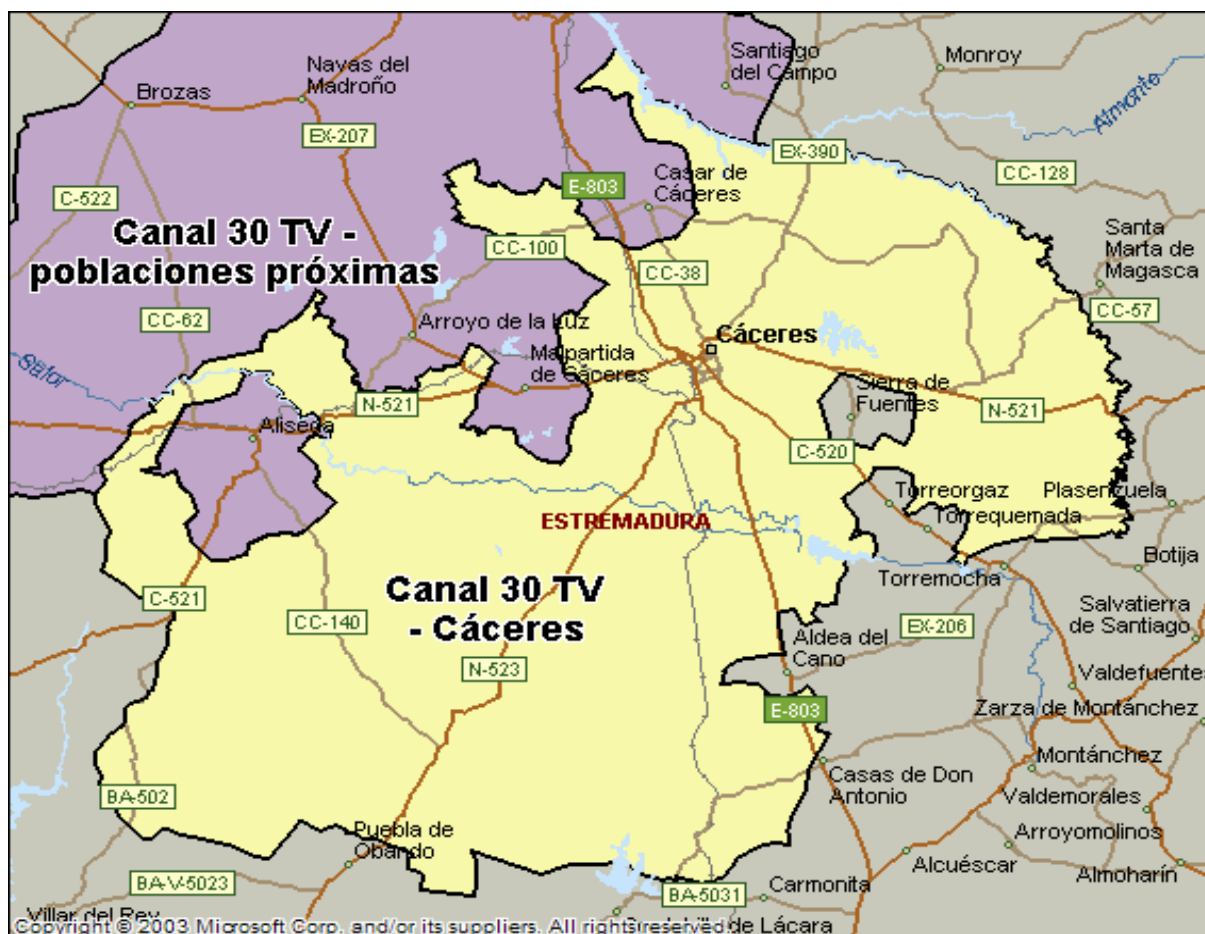 Santiago
del Campo
Monroy
Navas del
Madroño
Brozas
Almonte
EX-207
EX-390
E-803
Casar de
Cáceres
CC-128
C-522
Santa
Marta de
Magasca
Canal 30 TV -
poblaciones próximas
CC-100
CC-38
CC-62
CC-57
Arroyo de la Luz
Cáceres
Malpartida
de Cáceres
Salor
Sierra de
Fuentes
N-521
N-521
Aliseda
C-520
Torreorgaz
Plasenzuela
ESTREMADURA
Torrequemada
Botija
Torremocha
Canal 30 TV
- Cáceres
C-521
CC-140
Salvatierra
de Santiago
EX-206
Aldea del
Cano
N-523
Valdefuentes
E-803
Zarza de Montánchez
Montánchez
Casas de Don
Antonio
BA-502
Valdemorales
Puebla de
Obando
Arroyomolinos
Alcuéscar
Almoharín
BA-V-5023
BA-5031
Carmonita
Villar del Rey
de Lácara
Copyright © 2003 Microsoft Corp. and/or its suppliers. All rights reserved.